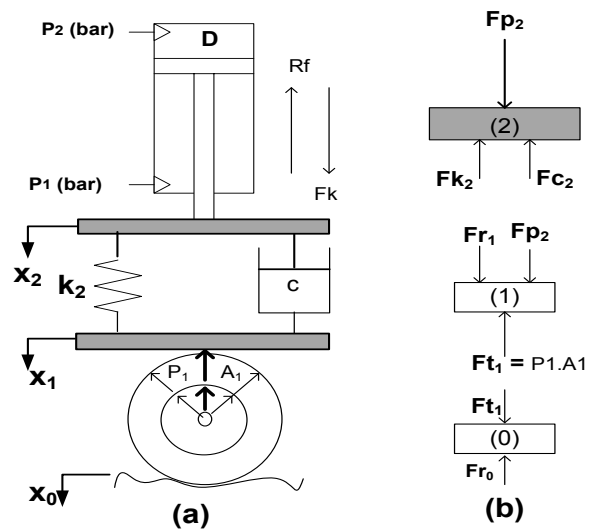 P2 (bar)
D
Rf
P1 (bar)
Fk
x2
k2
c
x1
P1
A1
x0
(a)
Fp2
(2)
Fk2
Fc2
Fr1
Fp2
(1)
Ft1 = P1.A1
Ft1
(0)
Fr0
(b)